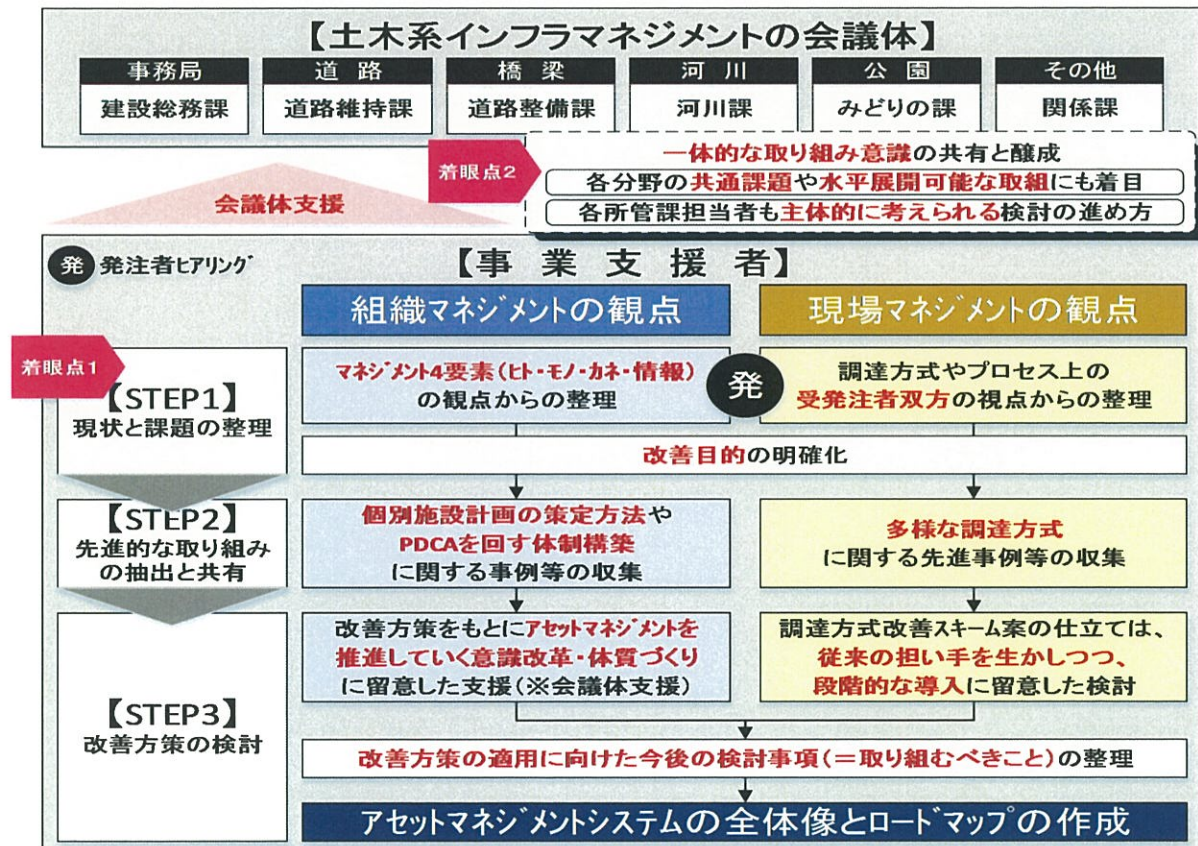 【土木系インフラマネジメントの会議体】
事務局
建設総務課
道路
道路維持課
橋梁
道路整備課
河川
河川課
公園
みどりの課
その他
関係課
着眼点2
一体的な取り組み意識の共有と醸成
各分野の共通課題や水平展開可能な取組にも着目
各所管課担当者も主体的に考えられる検討の進め方
会議体支援
発 発注者ヒアリング
【事業支援者】
組織マネジメントの観点
現場マネジメントの観点
着眼点1
【STEP1】
現状と課題の整理
マネジメント4要素(ヒト・モノ・カネ・情報)
の観点からの整理
発
調達方式やプロセス上の
受発注者双方の視点からの整理
改善目的の明確化
【STEP2】
先進的な取り組み
の抽出と共有
個別施設計画の策定方法や
PDCAを回す体制構築
に関する事例等の収集
多様な調達方式
に関する先進事例等の収集
【STEP3】
改善方策の検討
改善方策をもとにアセットマネジメントを
推進していく意識改革・体質づくり
に留意した支援(※会議体支援)
調達方式改善スキーム案の仕立ては、
従来の担い手を生かしつつ、
段階的な導入に留意した検討
改善方策の適用に向けた今後の検討事項(=取り組むべきこと)の整理
アセットマネジメントシステムの全体像とロードマップの作成